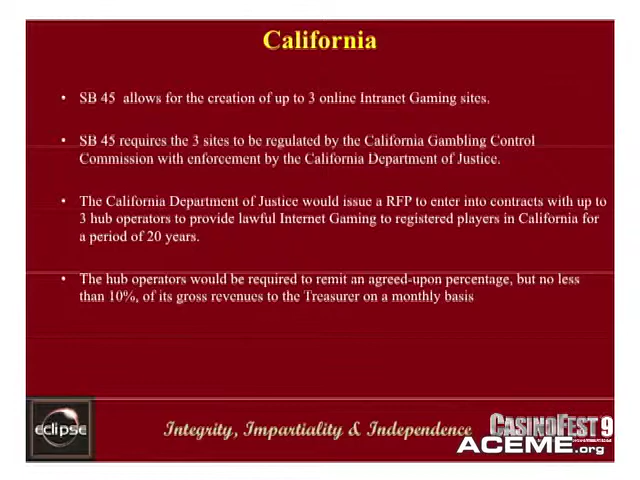 California
• SB 45 allows for the creation of up to 3 online Intranet Gaming sites.
• SB 45 requires the 3 sites to be regulated by the California Gambling Control
Commission with enforcement by the California Department of Justice.
• The California Department of Justice would issue a RFP to enter into contracts with up to
3 hub operators to provide lawful Internet Gaming to registered players in California for
a period of 20 years.
• The hub operators would be required to remit an agreed-upon percentage, but no less
than 10%, of its gross revenues to the Treasurer on a monthly basis
eclipse
Integrity, Impartiality & Independence
CASINOFEST 9
ACEME.org